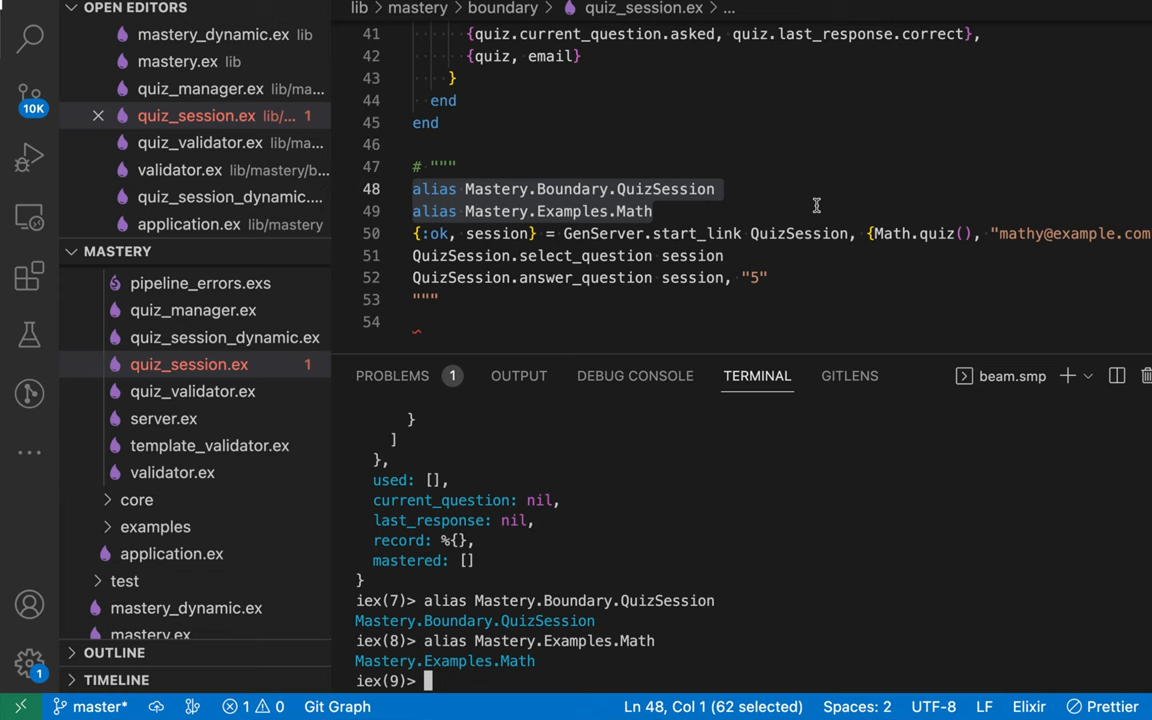 OPEN EDITORS
mastery_dynamic.ex lib
mastery.ex lib
quiz_manager.ex lib/ma...
quiz_session.ex lib/... 1
quiz_validator.ex lib/ma...
validator.ex lib/mastery/b...
quiz_session_dynamic....
application.ex lib/mastery
MASTERY
pipeline_errors.exs
quiz_manager.ex
quiz_session_dynamic.ex
quiz_session.ex 1
quiz_validator.ex
server.ex
template_validator.ex
validator.ex
core
examples
application.ex
test
mastery_dynamic.ex
mastery.ex
OUTLINE
TIMELINE
10K
1
lib > mastery > boundary > quiz_session.ex > ...
41 {quiz.current_question.asked, quiz.last_response.correct},
42 {quiz, email}
43 }
44 end
45 end
46
47 # """
48 alias Mastery.Boundary.QuizSession
49 alias Mastery.Examples.Math
50 {:ok, session} = GenServer.start_link QuizSession, {Math.quiz(), "mathy@example.com
51 QuizSession.select_question session
52 QuizSession.answer_question session, "5"
53 """
54
PROBLEMS 1 OUTPUT DEBUG CONSOLE TERMINAL GITLENS beam.smp
}
]
},
used: [],
current_question: nil,
last_response: nil,
record: %{},
mastered: []
}
iex(7)> alias Mastery.Boundary.QuizSession
Mastery.Boundary.QuizSession
iex(8)> alias Mastery.Examples.Math
Mastery.Examples.Math
iex(9)>
master* 1 0 Git Graph Ln 48, Col 1 (62 selected) Spaces: 2 UTF-8 LF Elixir Prettier